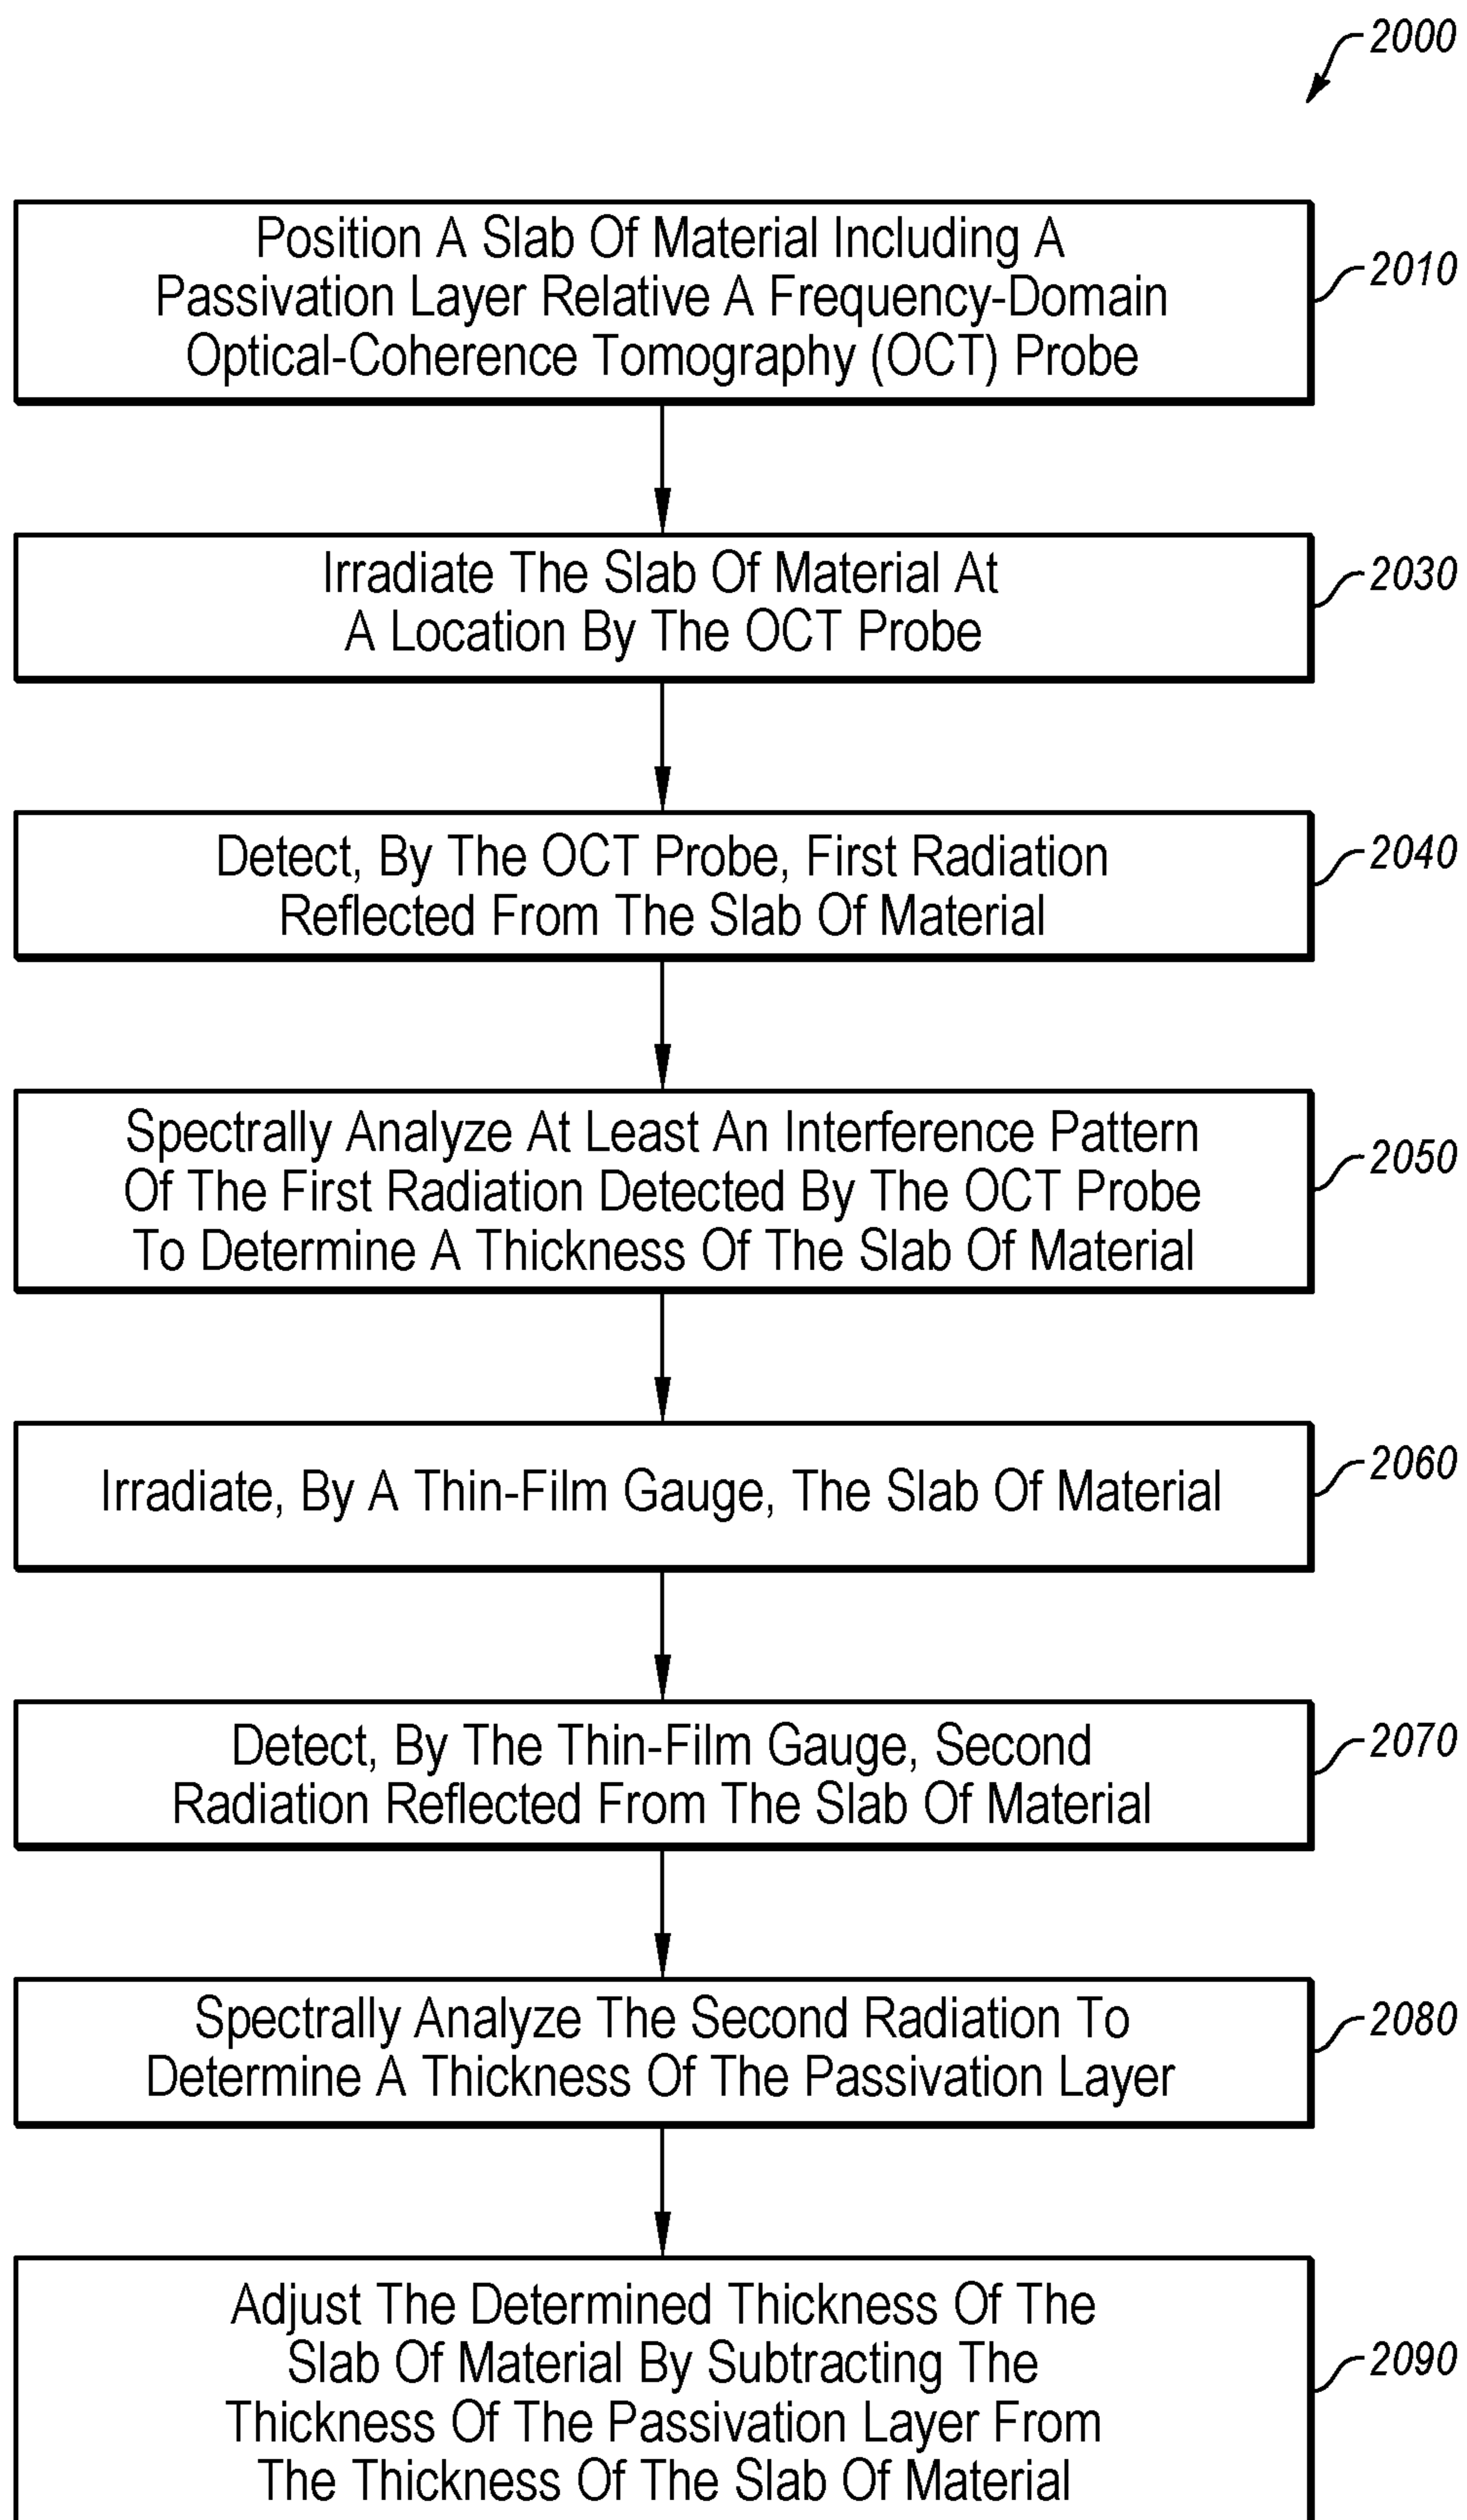 2000
Position A Slab Of Material Including A
Passivation Layer Relative A Frequency-Domain
Optical-Coherence Tomography (OCT) Probe
2010
Irradiate The Slab Of Material At
A Location By The OCT Probe
2030
Detect, By The OCT Probe, First Radiation
Reflected From The Slab Of Material
2040
Spectrally Analyze At Least An Interference Pattern
Of The First Radiation Detected By The OCT Probe
To Determine A Thickness Of The Slab Of Material
2050
Irradiate, By A Thin-Film Gauge, The Slab Of Material
2060
Detect, By The Thin-Film Gauge, Second
Radiation Reflected From The Slab Of Material
2070
Spectrally Analyze The Second Radiation To
Determine A Thickness Of The Passivation Layer
2080
Adjust The Determined Thickness Of The
Slab Of Material By Subtracting The
Thickness Of The Passivation Layer From
The Thickness Of The Slab Of Material
2090